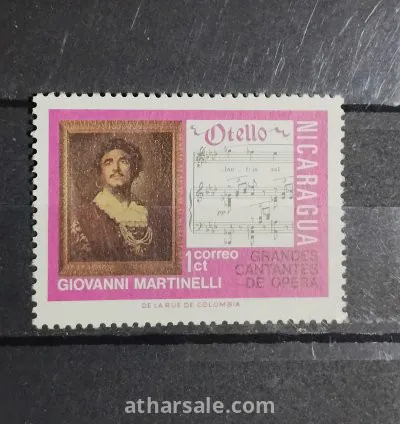 Otello
NICARAGUA
1 correo
ct
GRANDES
CANTANTES
DE OPERA
GIOVANNI MARTINELLI
DE LA RUE DE COLOMBIA
atharsale.com